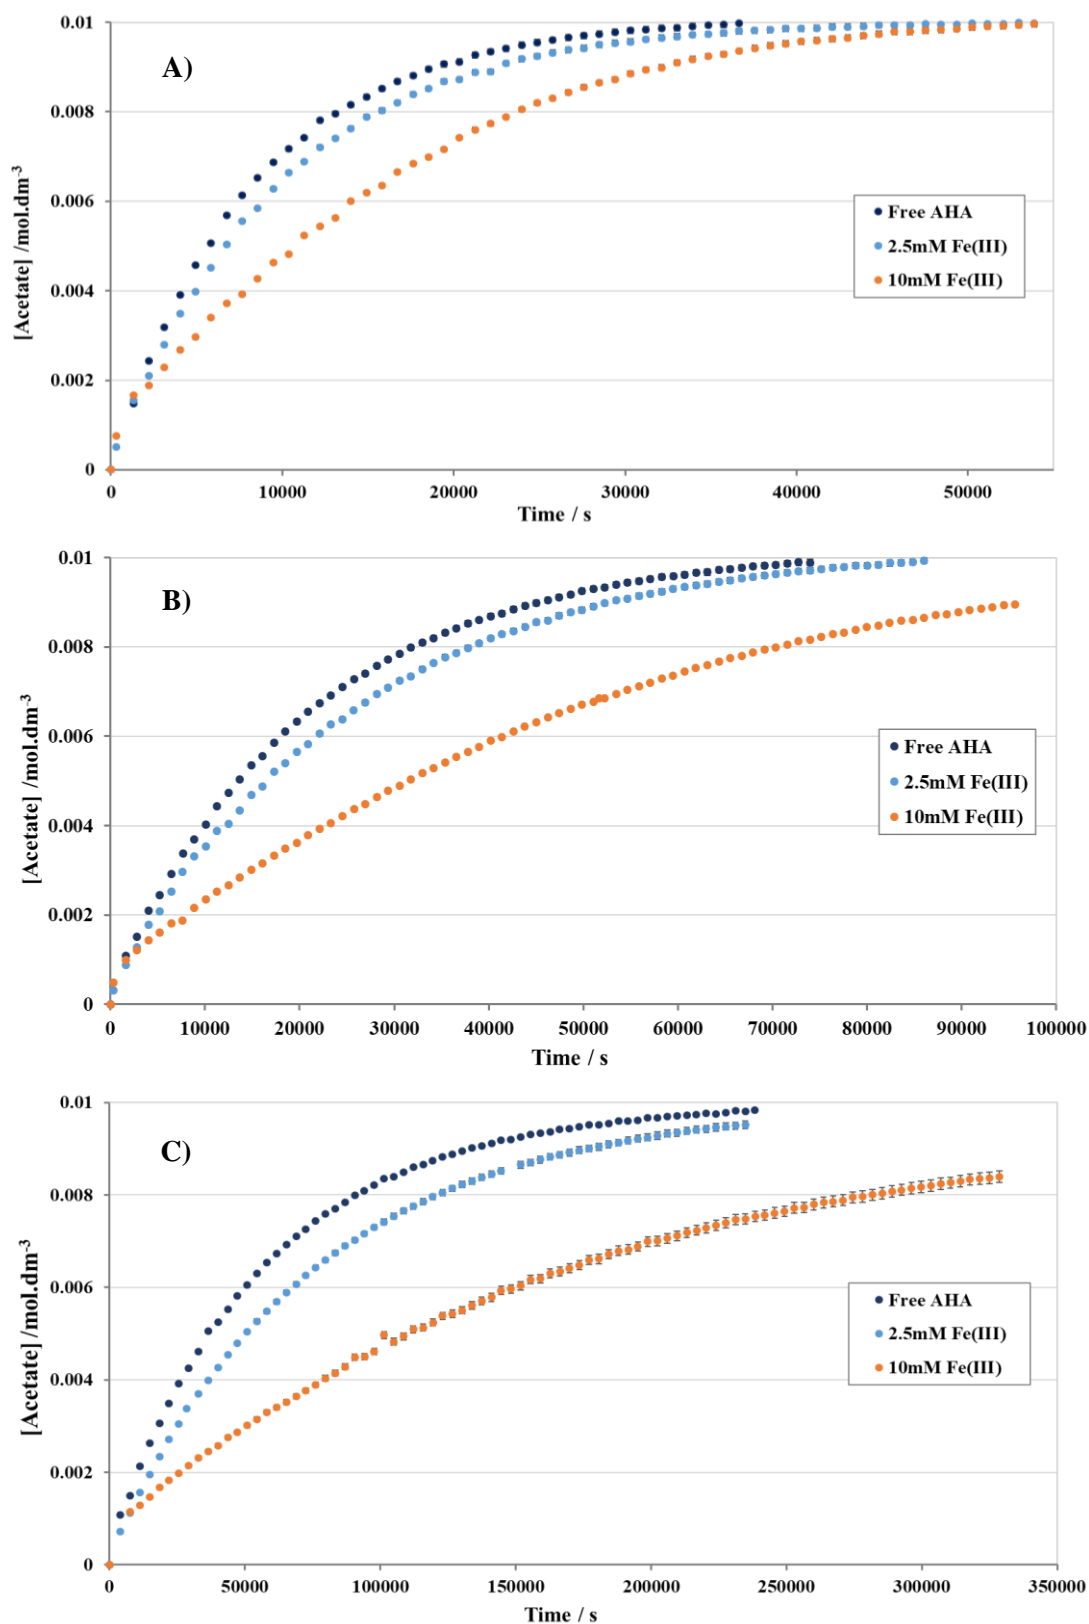 A)
0.01
0.008
0.006
0.004
0.002
0
[Acetate] /mol.dm-3
Free AHA
2.5mM Fe(III)
10mM Fe(III)
0 10000 20000 30000 40000 50000
Time / s
B)
0.01
0.008
0.006
0.004
0.002
0
[Acetate] /mol.dm-3
Free AHA
2.5mM Fe(III)
10mM Fe(III)
0 10000 20000 30000 40000 50000 60000 70000 80000 90000 100000
Time / s
C)
0.01
0.008
0.006
0.004
0.002
0
[Acetate] /mol.dm-3
Free AHA
2.5mM Fe(III)
10mM Fe(III)
0 50000 100000 150000 200000 250000 300000 350000
Time / s